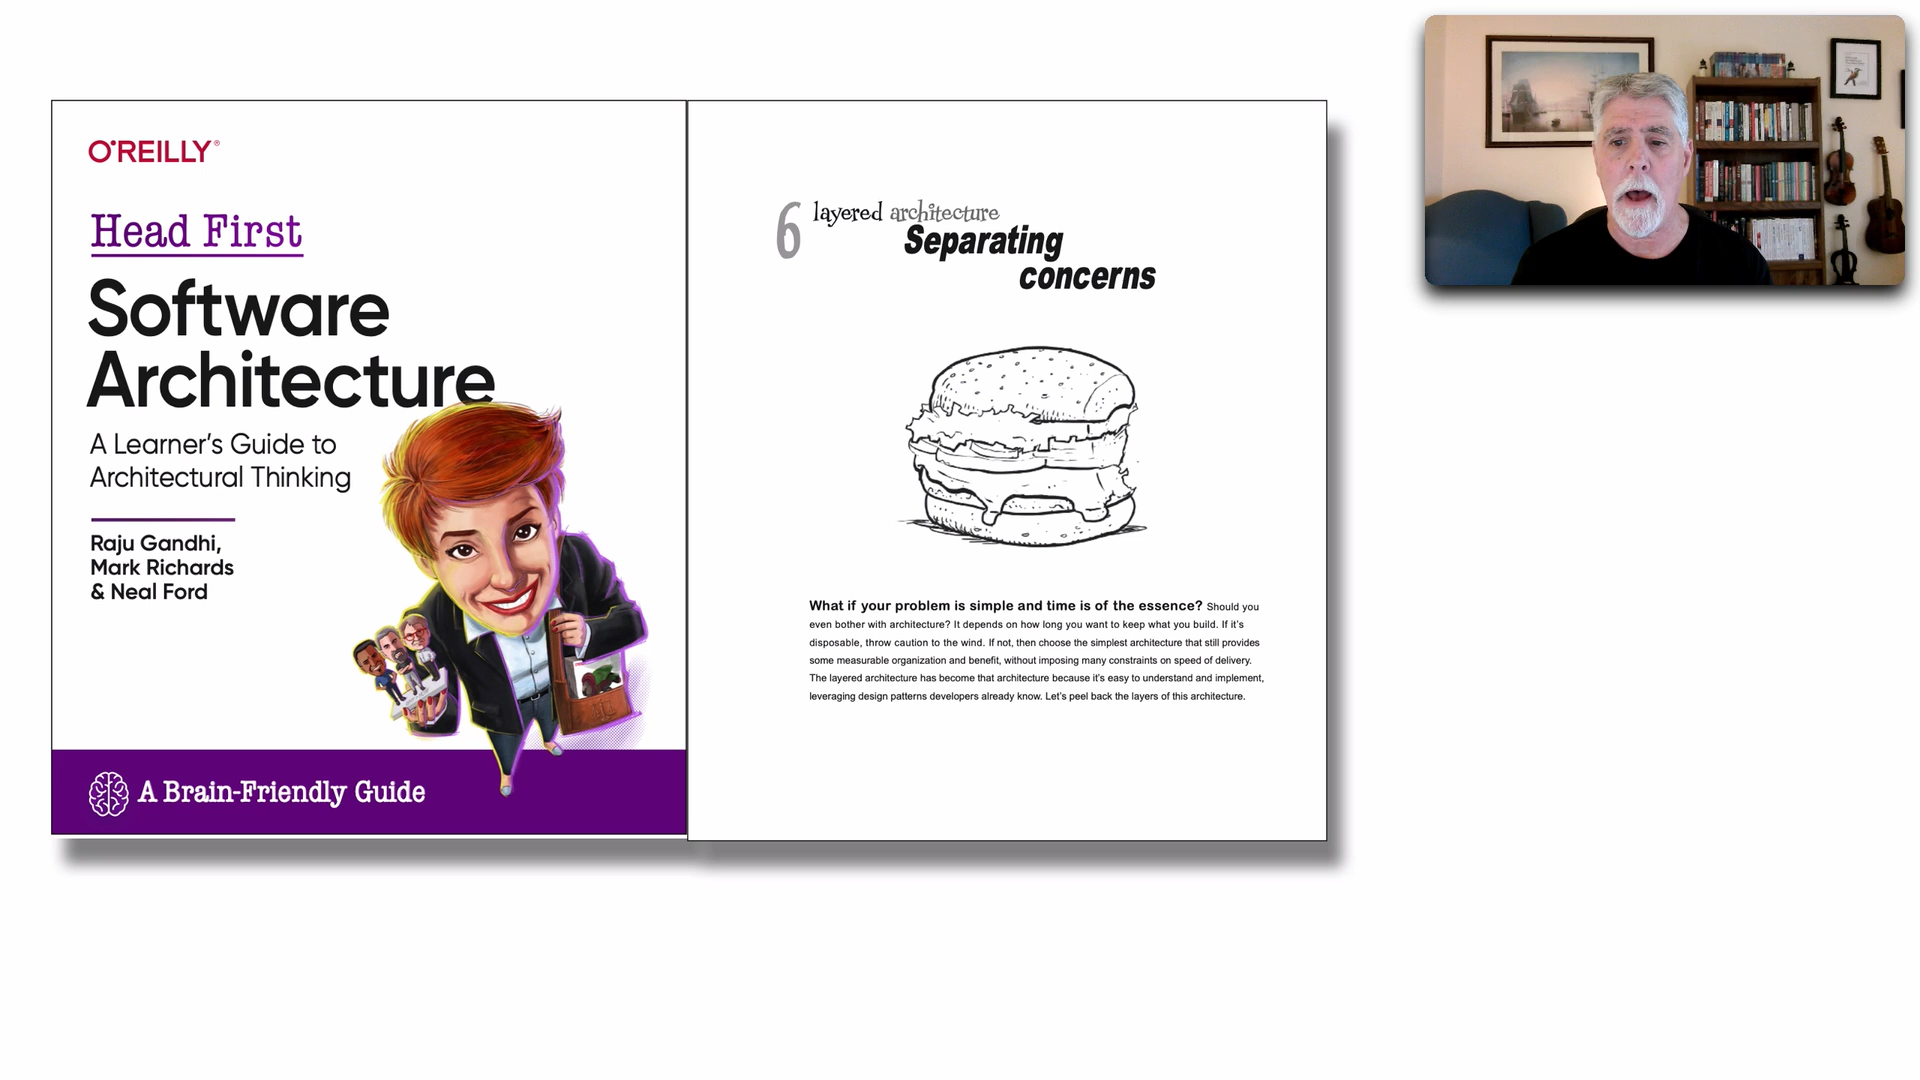 O'REILLY®
Head First
Software
Architecture
A Learner's Guide to
Architectural Thinking
Raju Gandhi,
Mark Richards
& Neal Ford
A Brain-Friendly Guide
6 layered architecture
Separating
concerns
What if your problem is simple and time is of the essence? Should you
even bother with architecture? It depends on how long you want to keep what you build. If it's
disposable, throw caution to the wind. If not, then choose the simplest architecture that still provides
some measurable organization and benefit, without imposing many constraints on speed of delivery.
The layered architecture has become that architecture because it's easy to understand and implement,
leveraging design patterns developers already know. Let's peel back the layers of this architecture.